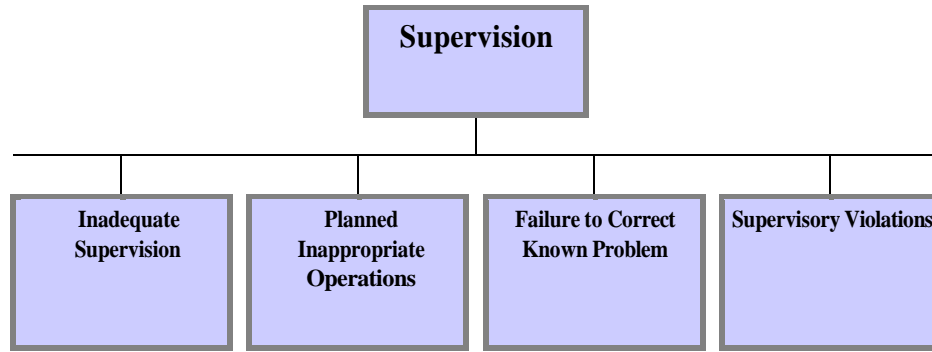 Supervision
Inadequate
Supervision
Planned
Inappropriate
Operations
Failure to Correct
Known Problem
Supervisory Violations